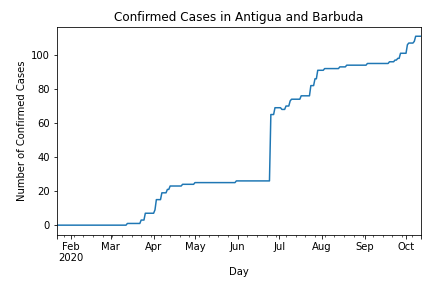 Confirmed Cases in Antigua and Barbuda
Number of Confirmed Cases
100
80
60
40
20
0
Feb Mar Apr May Jun Jul Aug Sep Oct
2020
Day